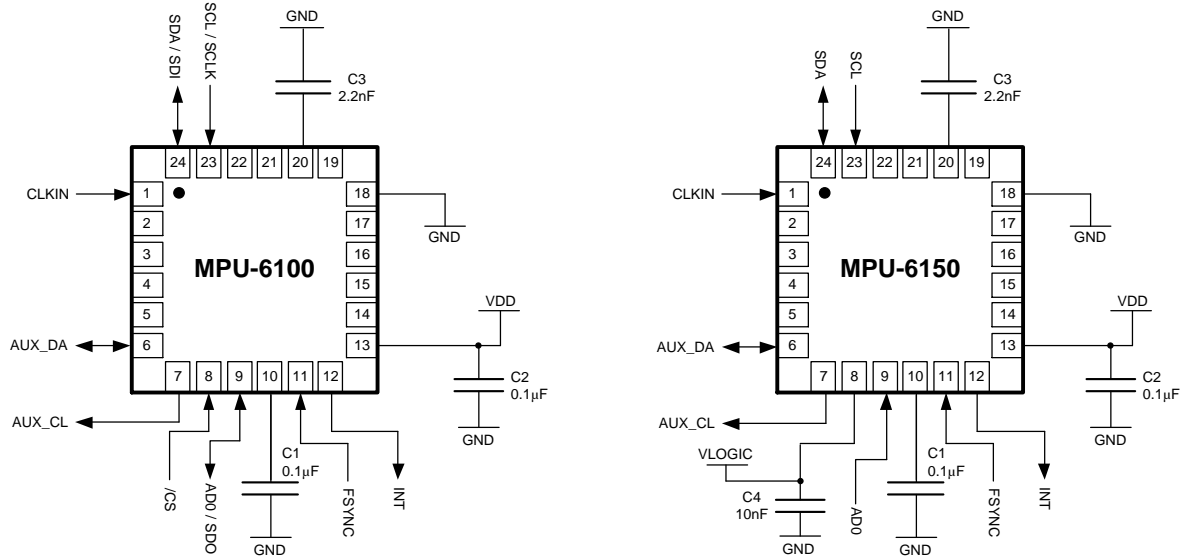 GND
SDA / SDI
SCL / SCLK
C3
2.2nF
24 23 22 21 20 19
CLKIN
1
2
3
4
5
6
18
17
16
15
14
13
GND
MPU-6100
VDD
AUX_DA
7 8 9 10 11 12
C2
0.1µF
GND
AUX_CL
/CS
AD0 / SDO
C1
0.1µF
GND
FSYNC
INT
GND
SDA
SCL
C3
2.2nF
24 23 22 21 20 19
CLKIN
1
2
3
4
5
6
18
17
16
15
14
13
GND
MPU-6150
VDD
AUX_DA
7 8 9 10 11 12
C2
0.1µF
GND
AUX_CL
VLOGIC
C4
10nF
GND
AD0
C1
0.1µF
GND
FSYNC
INT